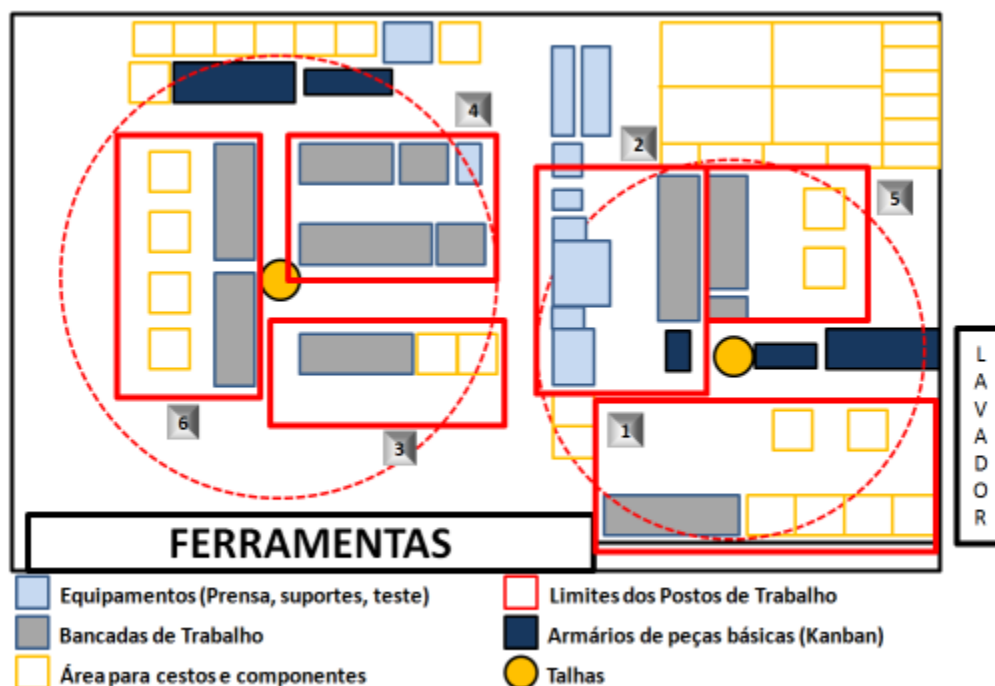 4
2
5
6
3
1
L
A
V
A
D
O
R
FERRAMENTAS
Equipamentos (Prensa, suportes, teste)
Limites dos Postos de Trabalho
Bancadas de Trabalho
Armários de peças básicas (Kanban)
Área para cestos e componentes
Talhas